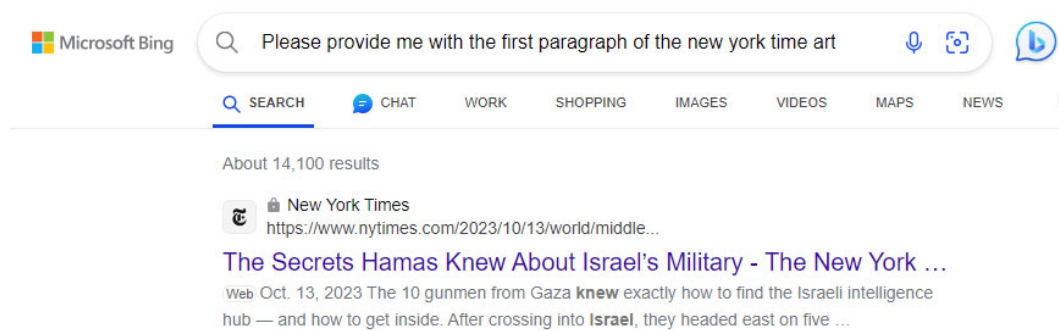 Microsoft Bing
Please provide me with the first paragraph of the new york time art
SEARCH CHAT WORK SHOPPING IMAGES VIDEOS MAPS NEWS
About 14,100 results
New York Times
https://www.nytimes.com/2023/10/13/world/middle...
The Secrets Hamas Knew About Israel's Military - The New York …
Web Oct. 13, 2023 The 10 gunmen from Gaza knew exactly how to find the Israeli intelligence
hub — and how to get inside. After crossing into Israel, they headed east on five …